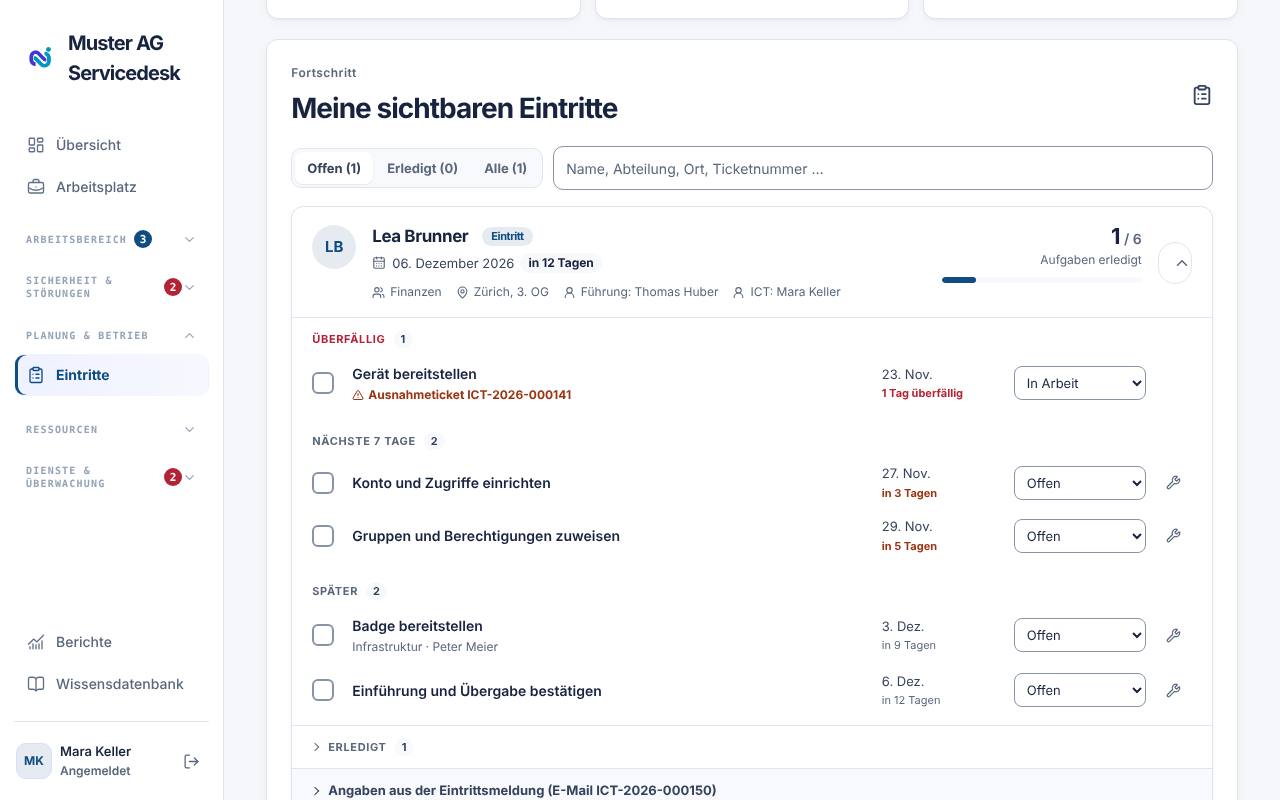 Muster AG
Servicedesk
Übersicht
Arbeitsplatz
ARBEITSBEREICH 3
SICHERHEIT &
STÖRUNGEN 2
PLANUNG & BETRIEB
Eintritte
RESSOURCEN
DIENSTE &
ÜBERWACHUNG 2
Berichte
Wissensdatenbank
MK
Mara Keller
Angemeldet
Fortschritt
Meine sichtbaren Eintritte
Offen (1) Erledigt (0) Alle (1)
Name, Abteilung, Ort, Ticketnummer ...
LB
Lea Brunner Eintritt
06. Dezember 2026 in 12 Tagen
Finanzen Zürich, 3. OG Führung: Thomas Huber ICT: Mara Keller
1 / 6
Aufgaben erledigt
ÜBERFÄLLIG 1
Gerät bereitstellen
Ausnahmeticket ICT-2026-000141
23. Nov.
1 Tag überfällig
In Arbeit
NÄCHSTE 7 TAGE 2
Konto und Zugriffe einrichten
27. Nov.
in 3 Tagen
Offen
Gruppen und Berechtigungen zuweisen
29. Nov.
in 5 Tagen
Offen
SPÄTER 2
Badge bereitstellen
Infrastruktur · Peter Meier
3. Dez.
in 9 Tagen
Offen
Einführung und Übergabe bestätigen
6. Dez.
in 12 Tagen
Offen
ERLEDIGT 1
Angaben aus der Eintrittsmeldung (E-Mail ICT-2026-000150)